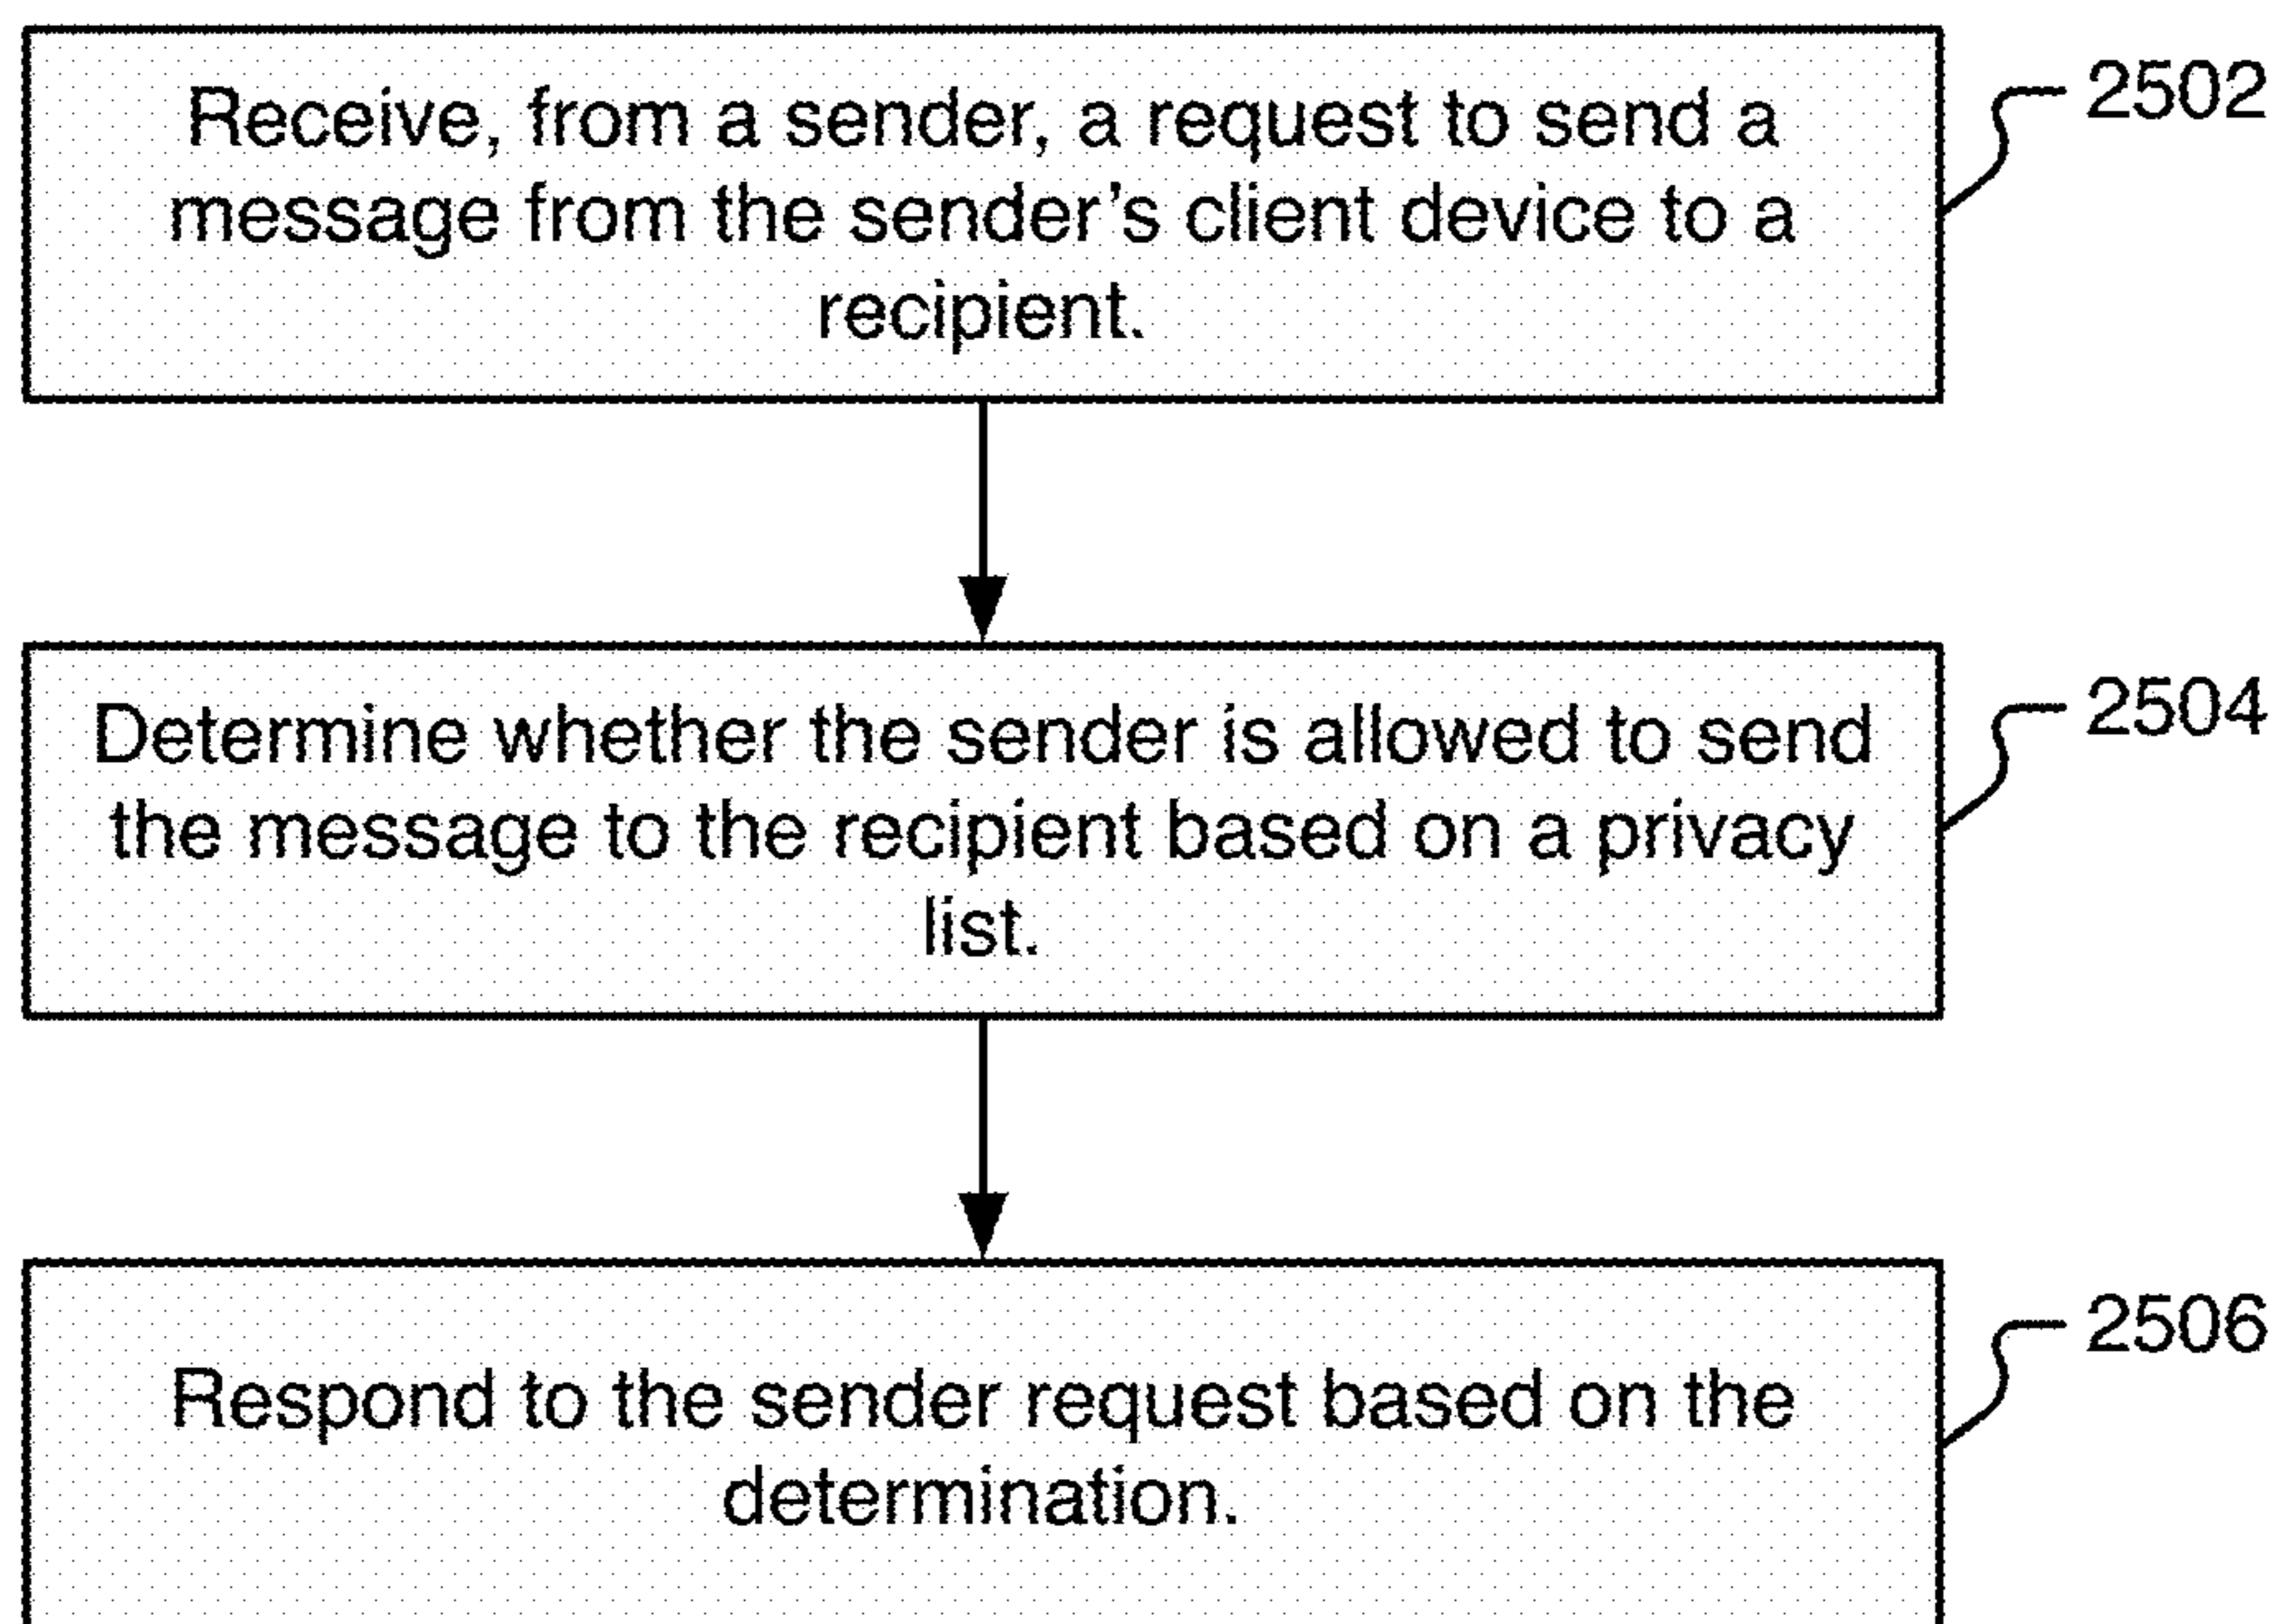 Receive, from a sender, a request to send a
message from the sender's client device to a
recipient.
2502
Determine whether the sender is allowed to send
the message to the recipient based on a privacy
list.
2504
Respond to the sender request based on the
determination.
2506